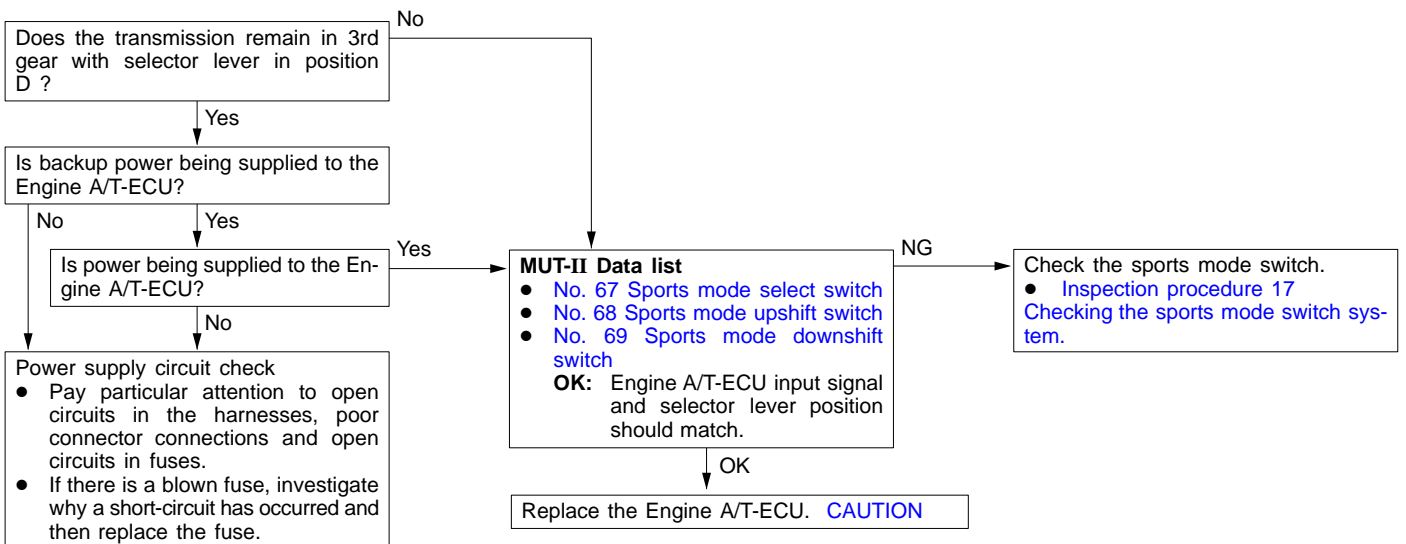 No
Does the transmission remain in 3rd
gear with selector lever in position
D ?
Yes
Is backup power being supplied to the
Engine A/T-ECU?
No
Yes
Is power being supplied to the En-
gine A/T-ECU?
Yes
No
Power supply circuit check
● Pay particular attention to open
circuits in the harnesses, poor
connector connections and open
circuits in fuses.
● If there is a blown fuse, investigate
why a short-circuit has occurred and
then replace the fuse.
MUT-II Data list
● No. 67 Sports mode select switch
● No. 68 Sports mode upshift switch
● No. 69 Sports mode downshift
switch
OK: Engine A/T-ECU input signal
and selector lever position
should match.
NG
OK
Replace the Engine A/T-ECU. CAUTION
Check the sports mode switch.
● Inspection procedure 17
Checking the sports mode switch sys-
tem.